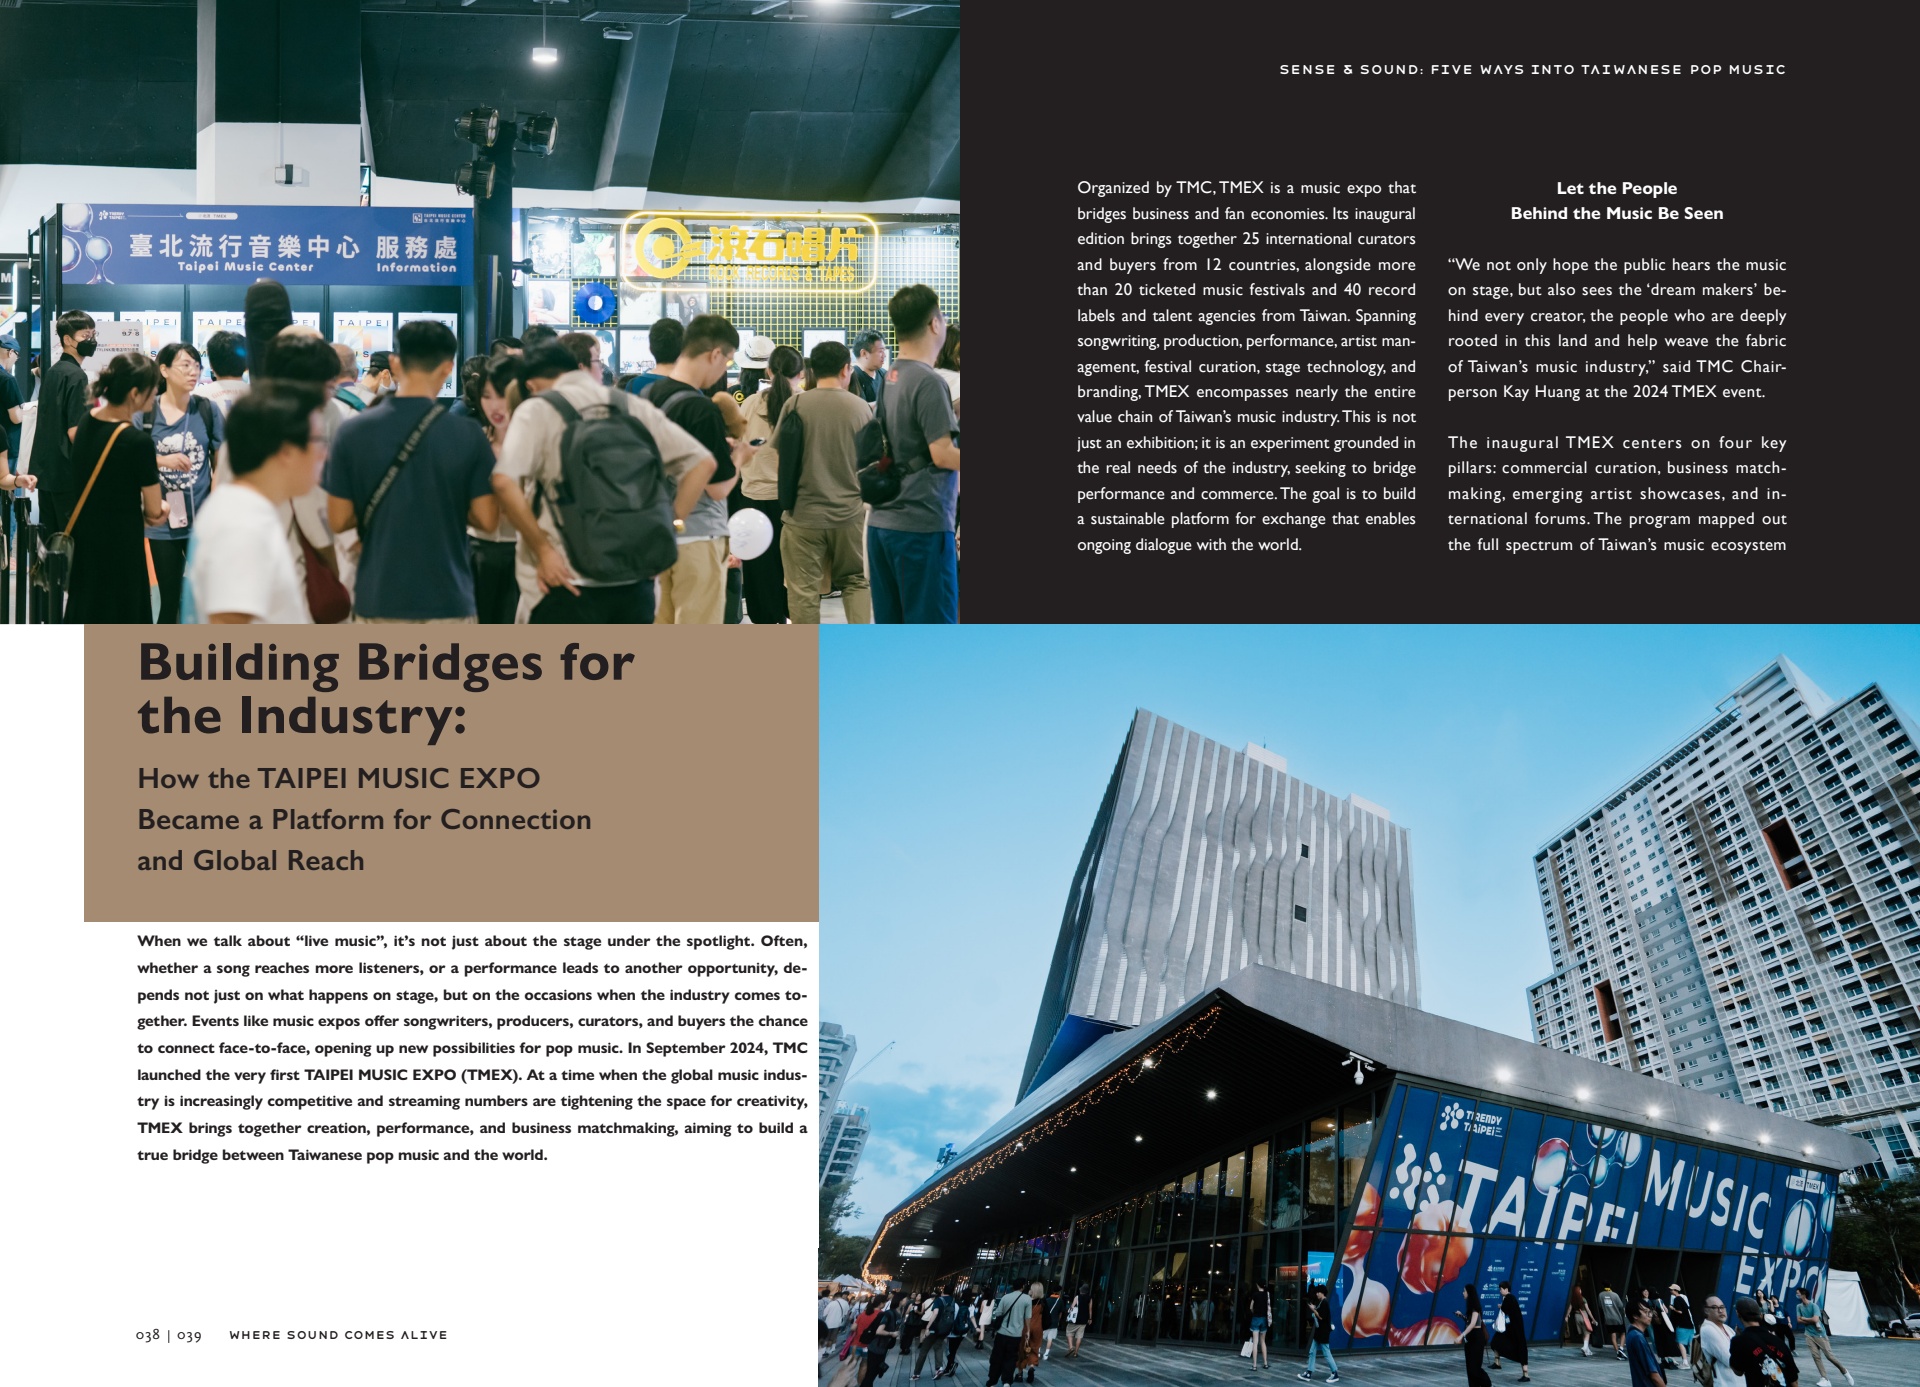 SENSE & SOUND: FIVE WAYS INTO TAIWANESE POP MUSIC
臺北流行音樂中心 服務處
Taipei Music Center Information
滾石唱片
ROCK RECORDS & TAPES
Organized by TMC, TMEX is a music expo that
bridges business and fan economies. Its inaugural
edition brings together 25 international curators
and buyers from 12 countries, alongside more
than 20 ticketed music festivals and 40 record
labels and talent agencies from Taiwan. Spanning
songwriting, production, performance, artist man-
agement, festival curation, stage technology, and
branding, TMEX encompasses nearly the entire
value chain of Taiwan’s music industry. This is not
just an exhibition; it is an experiment grounded in
the real needs of the industry, seeking to bridge
performance and commerce. The goal is to build
a sustainable platform for exchange that enables
ongoing dialogue with the world.
Let the People
Behind the Music Be Seen
“We not only hope the public hears the music
on stage, but also sees the ‘dream makers’ be-
hind every creator, the people who are deeply
rooted in this land and help weave the fabric
of Taiwan’s music industry,” said TMC Chair-
person Kay Huang at the 2024 TMEX event.
The inaugural TMEX centers on four key
pillars: commercial curation, business match-
making, emerging artist showcases, and in-
ternational forums. The program mapped out
the full spectrum of Taiwan’s music ecosystem
Building Bridges for
the Industry:
How the TAIPEI MUSIC EXPO
Became a Platform for Connection
and Global Reach
When we talk about “live music”, it’s not just about the stage under the spotlight. Often,
whether a song reaches more listeners, or a performance leads to another opportunity, de-
pends not just on what happens on stage, but on the occasions when the industry comes to-
gether. Events like music expos offer songwriters, producers, curators, and buyers the chance
to connect face-to-face, opening up new possibilities for pop music. In September 2024, TMC
launched the very first TAIPEI MUSIC EXPO (TMEX). At a time when the global music indus-
try is increasingly competitive and streaming numbers are tightening the space for creativity,
TMEX brings together creation, performance, and business matchmaking, aiming to build a
true bridge between Taiwanese pop music and the world.
TRENDY
TAIPEI
TAIPEI MUSIC
EXPO
038 | 039 WHERE SOUND COMES ALIVE